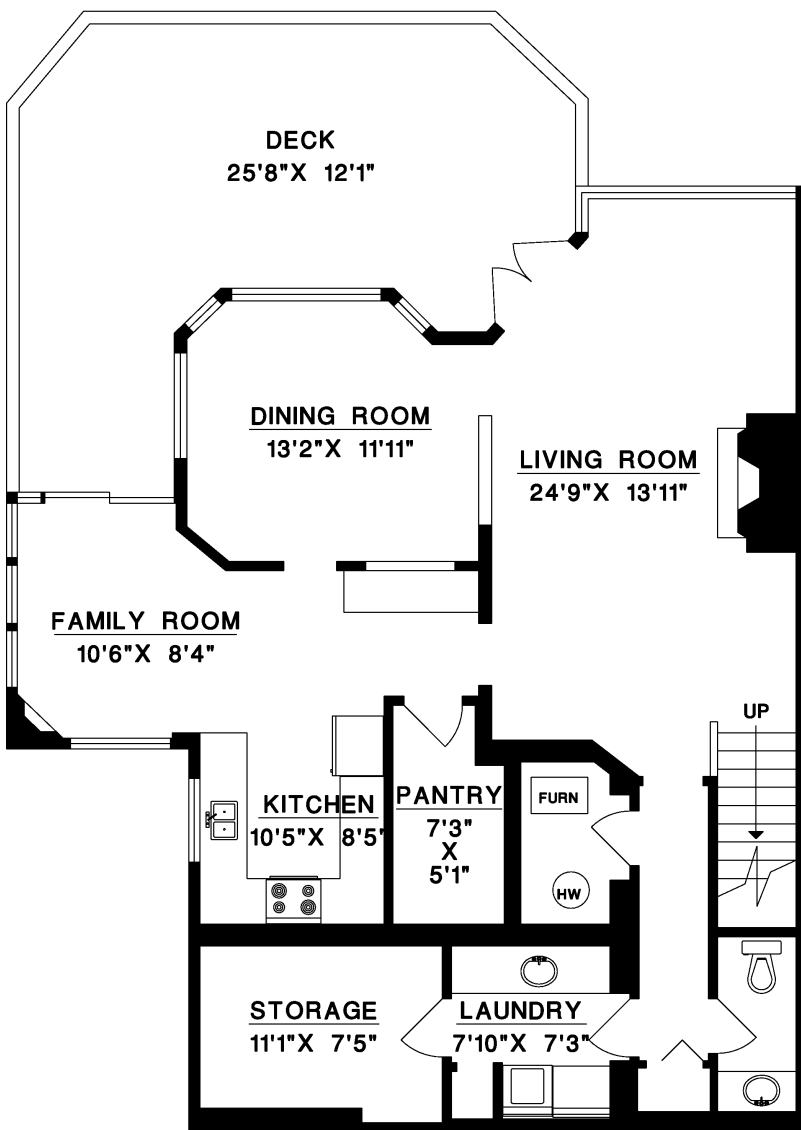 DECK
25'8"X 12'1"
DINING ROOM
13'2"X 11'11"
LIVING ROOM
24'9"X 13'11"
FAMILY ROOM
10'6"X 8'4"
UP
KITCHEN
10'5"X 8'5"
PANTRY
7'3"
X
5'1"
FURN
HW
STORAGE
11'1"X 7'5"
LAUNDRY
7'10"X 7'3"